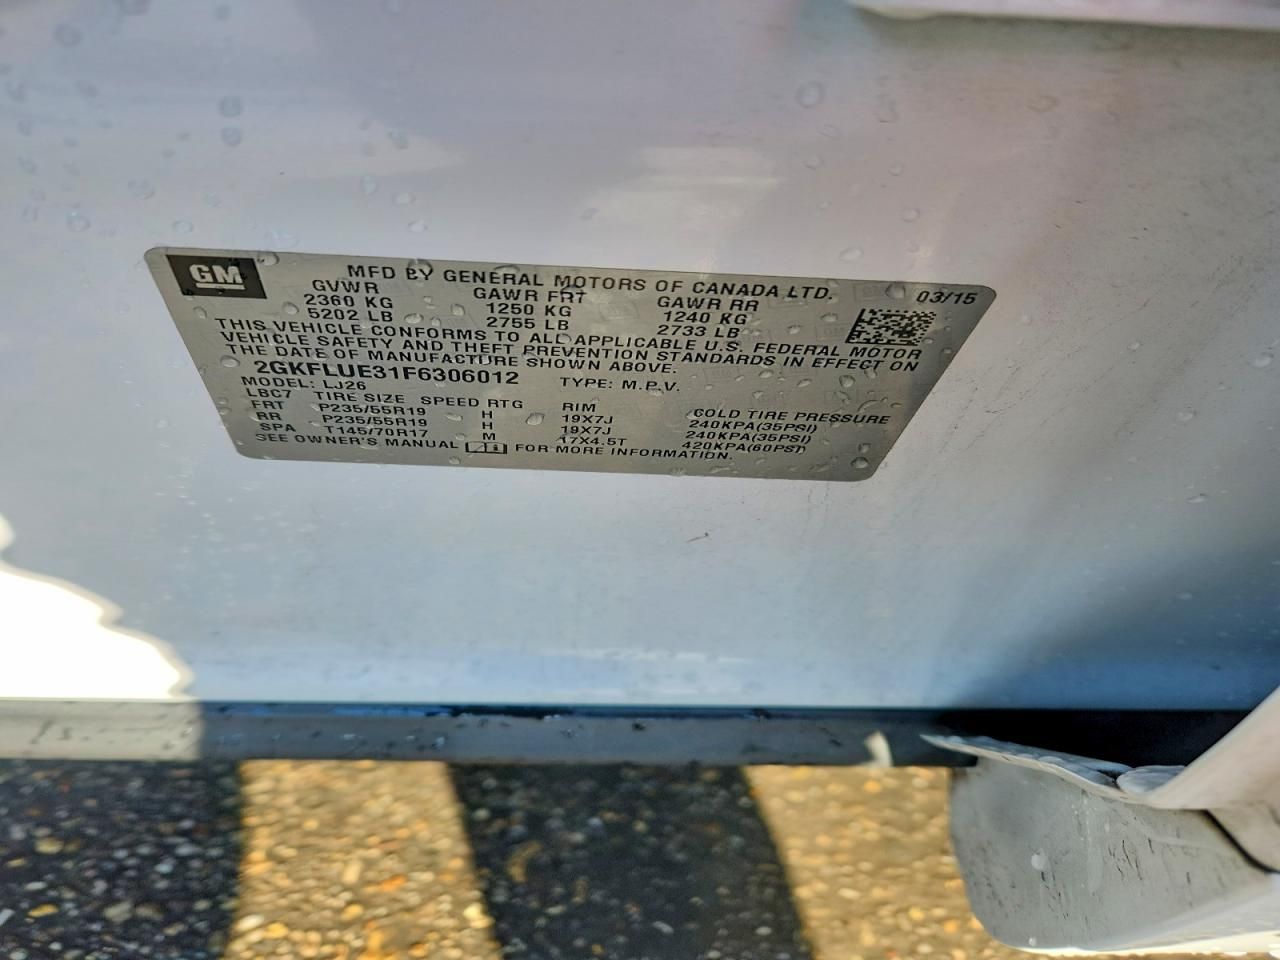 GM
MFD BY GENERAL MOTORS OF CANADA LTD.
03/15
GVWR GAWR FRT GAWR RR
2360 KG 1250 KG 1240 KG
5202 LB 2755 LB 2733 LB
THIS VEHICLE CONFORMS TO ALL APPLICABLE U.S. FEDERAL MOTOR
VEHICLE SAFETY AND THEFT PREVENTION STANDARDS IN EFFECT ON
THE DATE OF MANUFACTURE SHOWN ABOVE.
2GKFLUE31F6306012 TYPE: M.P.V.
MODEL: LJ26
LBC7 TIRE SIZE SPEED RTG RIM COLD TIRE PRESSURE
FRT P235/55R19 H 19X7J 240KPA(35PSI)
RR P235/55R19 H 19X7J 240KPA(35PSI)
SPA T145/70R17 M 17X4.5T 420KPA(60PSI)
SEE OWNER'S MANUAL FOR MORE INFORMATION.